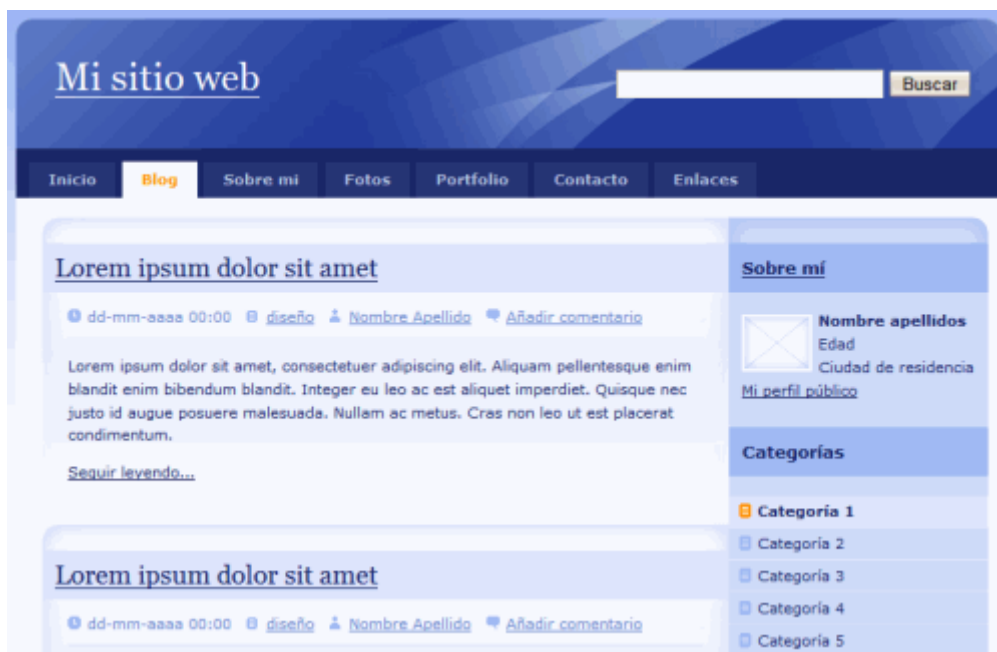 Mi sitio web
Buscar
Inicio Blog Sobre mi Fotos Portfolio Contacto Enlaces
Lorem ipsum dolor sit amet
dd-mm-aaaa 00:00 diseño Nombre Apellido Añadir comentario
Lorem ipsum dolor sit amet, consectetuer adipiscing elit. Aliquam pellentesque enim
blandit enim bibendum blandit. Integer eu leo ac est aliquet imperdiet. Quisque nec
justo id augue posuere malesuada. Nullam ac metus. Cras non leo ut est placerat
condimentum.
Seguir leyendo...
Lorem ipsum dolor sit amet
dd-mm-aaaa 00:00 diseño Nombre Apellido Añadir comentario
Sobre mí
Nombre apellidos
Edad
Ciudad de residencia
Mi perfil público
Categorías
Categoría 1
Categoría 2
Categoría 3
Categoría 4
Categoría 5